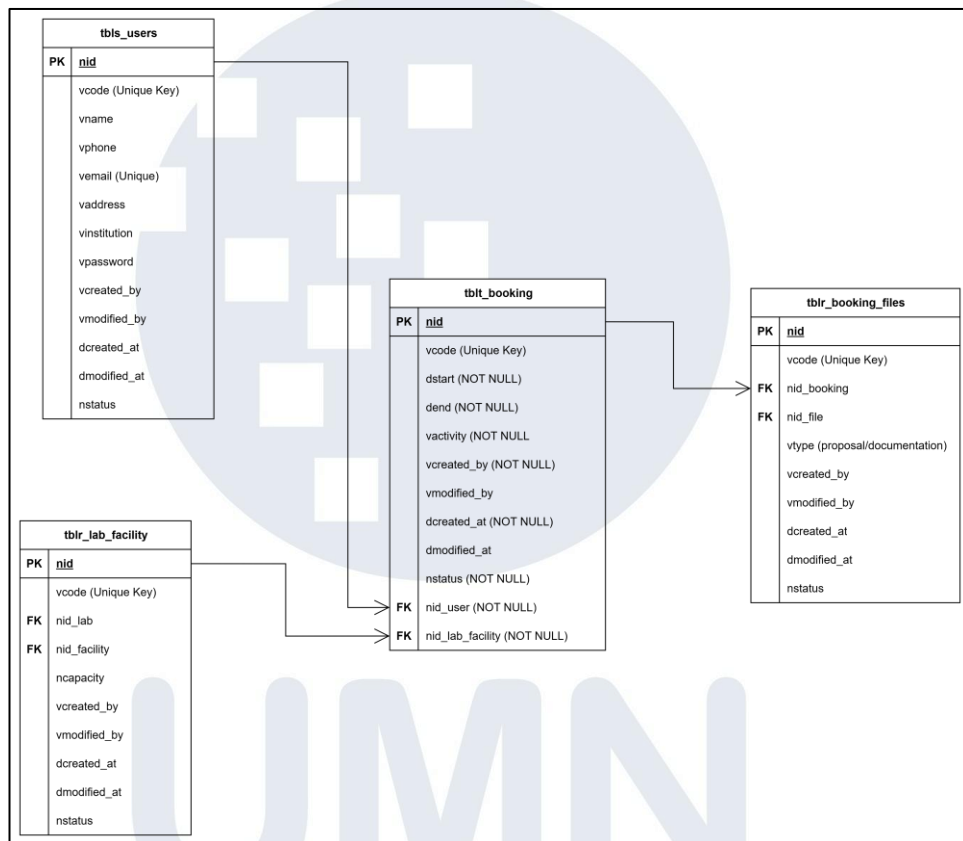 tbls_users
PK nid
vcode (Unique Key)
vname
vphone
vemail (Unique)
vaddress
vinstitution
vpassword
vcreated_by
vmodified_by
dcreated_at
dmodified_at
nstatus
tblt_booking
PK nid
vcode (Unique Key)
dstart (NOT NULL)
dend (NOT NULL)
vactivity (NOT NULL
vcreated_by (NOT NULL)
vmodified_by
dcreated_at (NOT NULL)
dmodified_at
nstatus (NOT NULL)
FK nid_user (NOT NULL)
FK nid_lab_facility (NOT NULL)
tblr_booking_files
PK nid
vcode (Unique Key)
FK nid_booking
FK nid_file
vtype (proposal/documentation)
vcreated_by
vmodified_by
dcreated_at
dmodified_at
nstatus
tblr_lab_facility
PK nid
vcode (Unique Key)
FK nid_lab
FK nid_facility
ncapacity
vcreated_by
vmodified_by
dcreated_at
dmodified_at
nstatus
UMN